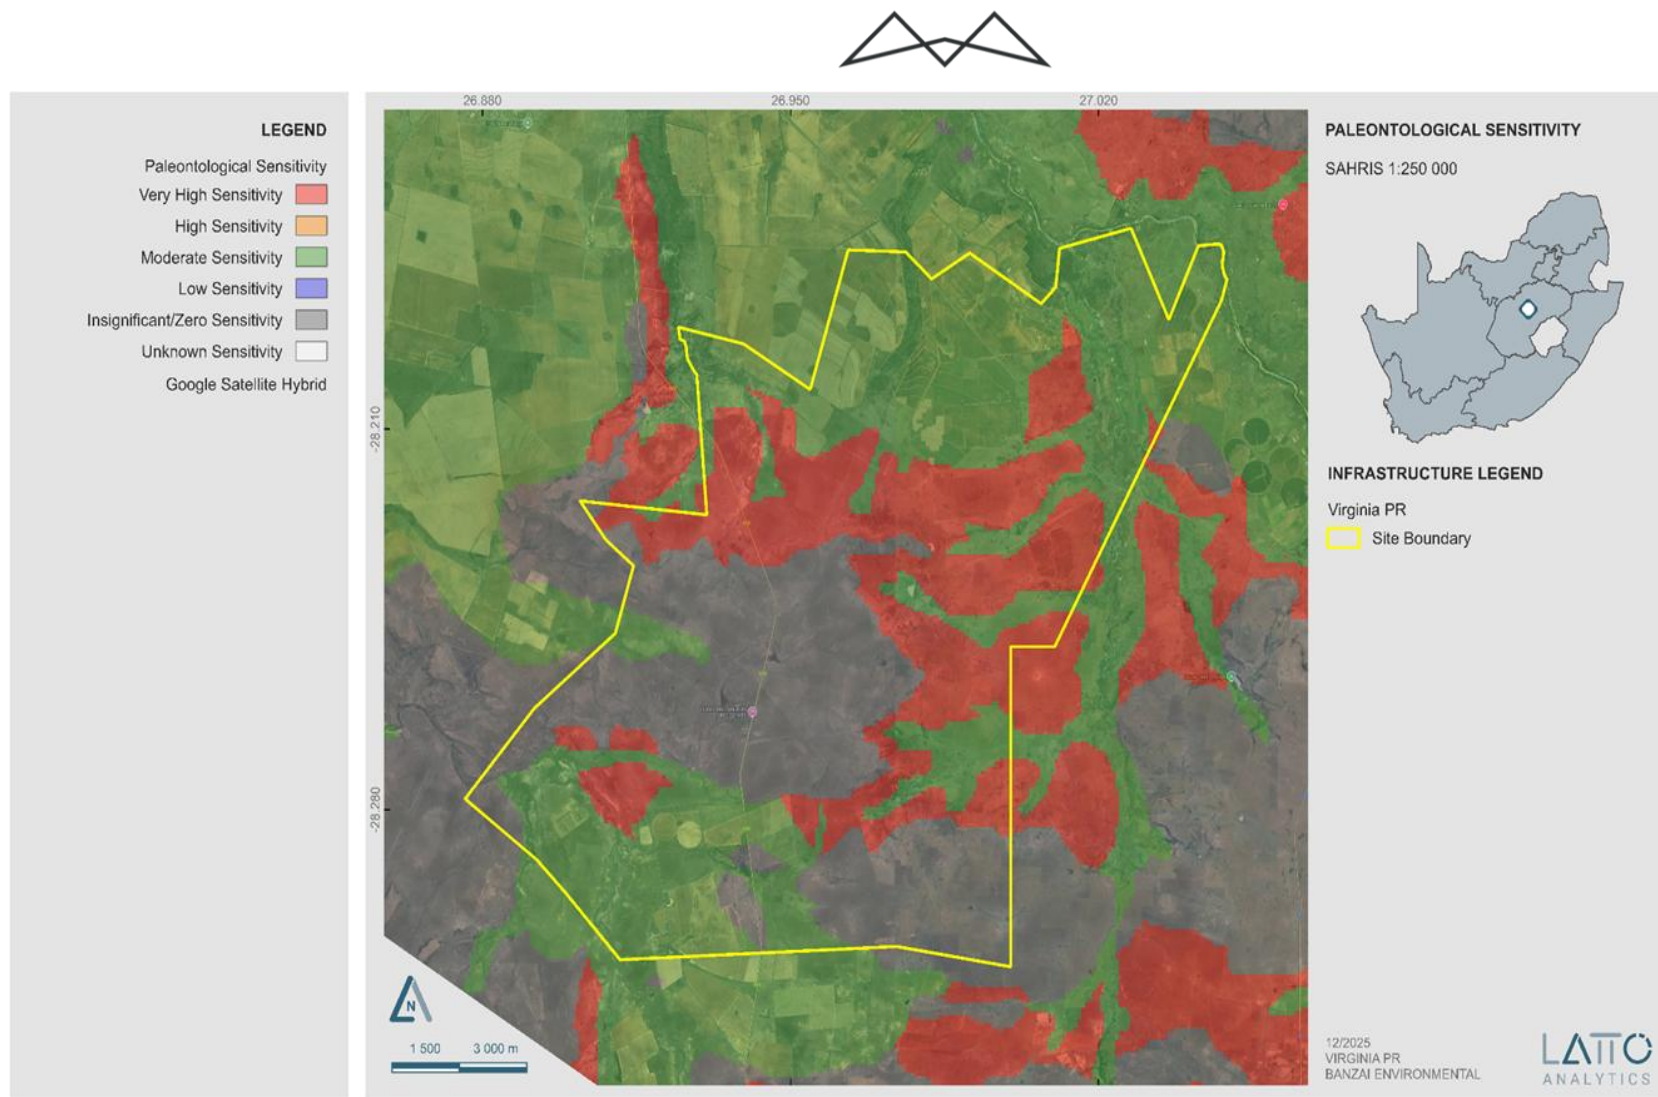 LEGEND
Paleontological Sensitivity
Very High Sensitivity
High Sensitivity
Moderate Sensitivity
Low Sensitivity
Insignificant/Zero Sensitivity
Unknown Sensitivity
Google Satellite Hybrid
26.880
26.950
27.020
-28.210
-28.280
N
1 500
3 000 m
PALEONTOLOGICAL SENSITIVITY
SAHRIS 1:250 000
INFRASTRUCTURE LEGEND
Virginia PR
Site Boundary
12/2025
VIRGINIA PR
BANZAI ENVIRONMENTAL
LATTO
ANALYTICS